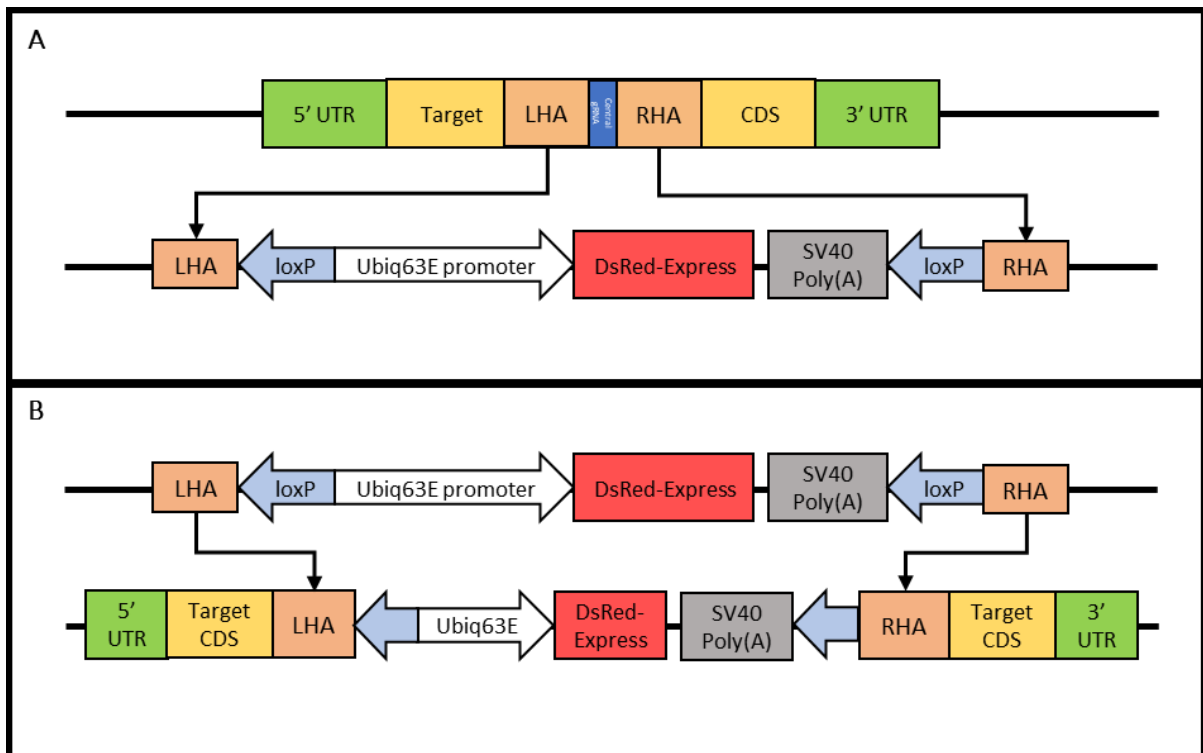 A
5' UTR
Target
LHA
Central
gRNA
RHA
CDS
3' UTR
LHA
loxP
Ubiq63E promoter
DsRed-Express
SV40
Poly(A)
loxP
RHA
B
LHA
loxP
Ubiq63E promoter
DsRed-Express
SV40
Poly(A)
loxP
RHA
5'
UTR
Target
CDS
LHA
Ubiq63E
DsRed-
Express
SV40
Poly(A)
RHA
Target
CDS
3'
UTR